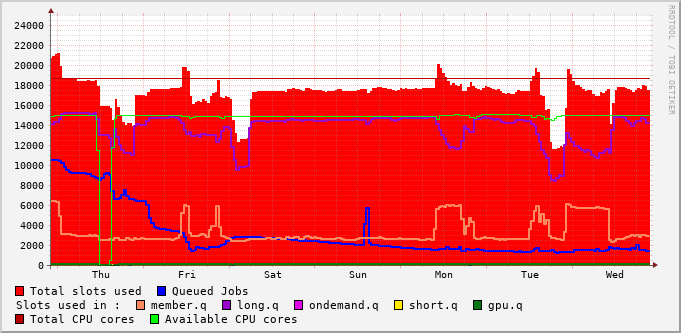 RRDTOOL / TOBI OETIKER
24000
22000
20000
18000
16000
14000
12000
10000
8000
6000
4000
2000
0
Thu Fri Sat Sun Mon Tue Wed
Total slots used Queued Jobs
Slots used in : member.q long.q ondemand.q short.q gpu.q
Total CPU cores Available CPU cores